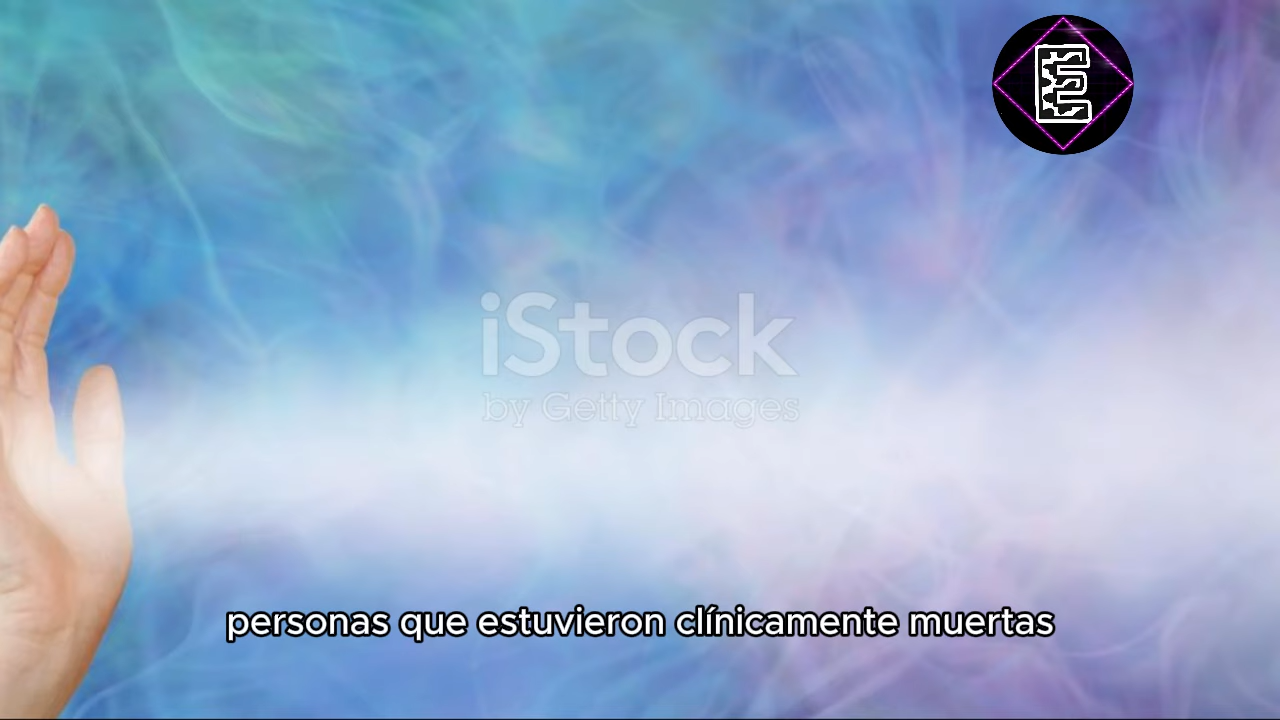 E
iStock
by Getty Images
personas que estuvieron clínicamente muertas